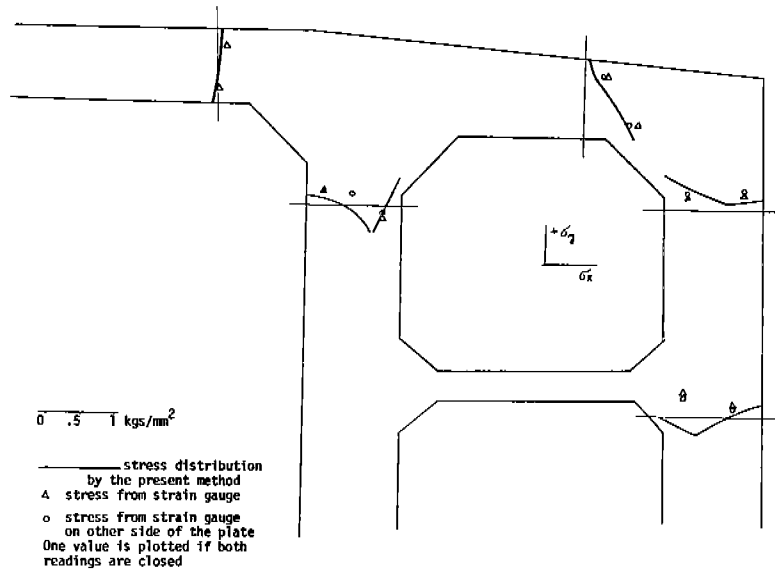 + σy
σx
0 .5 1 kgs/mm²
stress distribution
by the present method
△ stress from strain gauge
o stress from strain gauge
on other side of the plate
One value is plotted if both
readings are closed